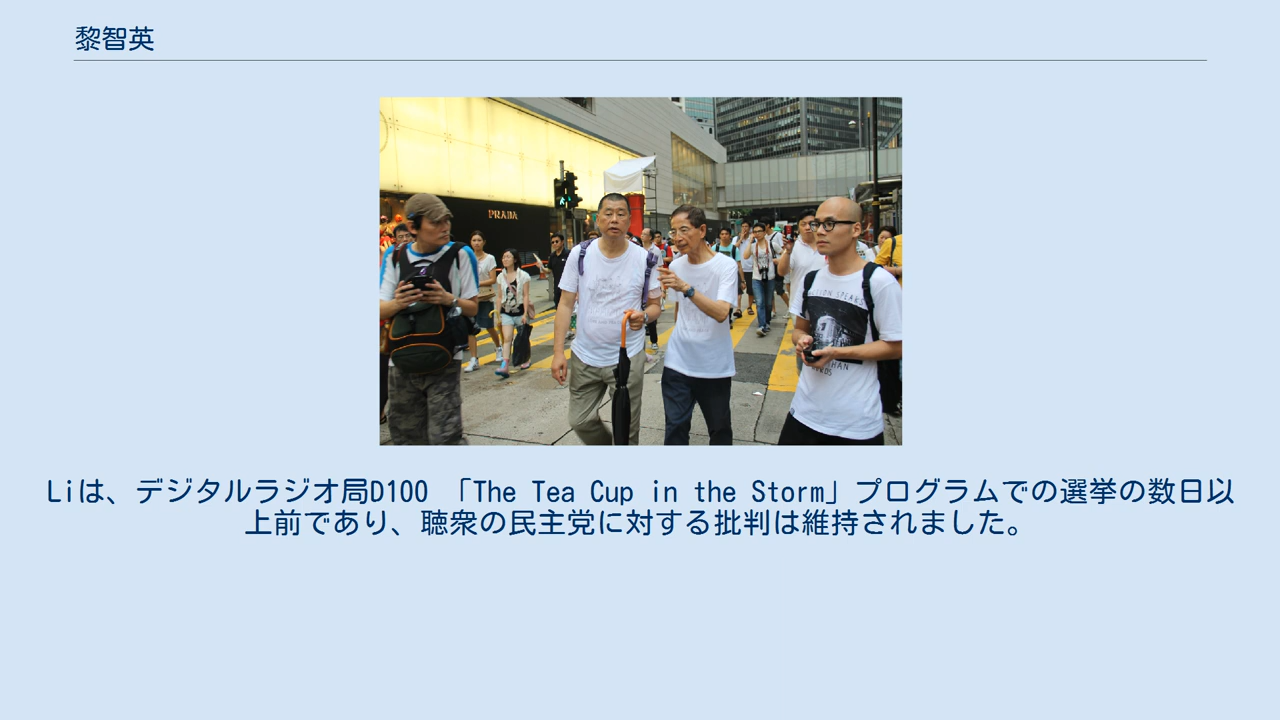 黎智英
PRADA
ACTION SPEAKS
Liは、デジタルラジオ局D100 「The Tea Cup in the Storm」プログラムでの選挙の数日以
上前であり、聴衆の民主党に対する批判は維持されました。